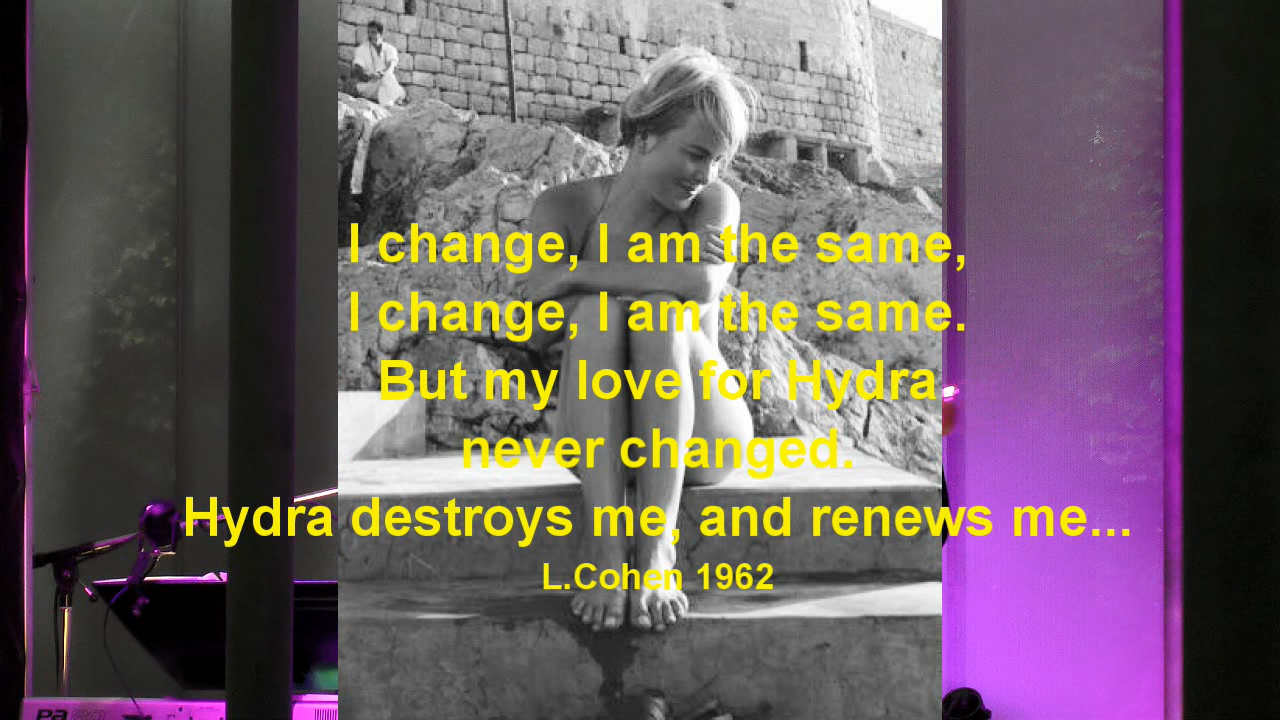 I change, I am the same,
I change, I am the same.
But my love for Hydra
never changed.
Hydra destroys me, and renews me...
L.Cohen 1962